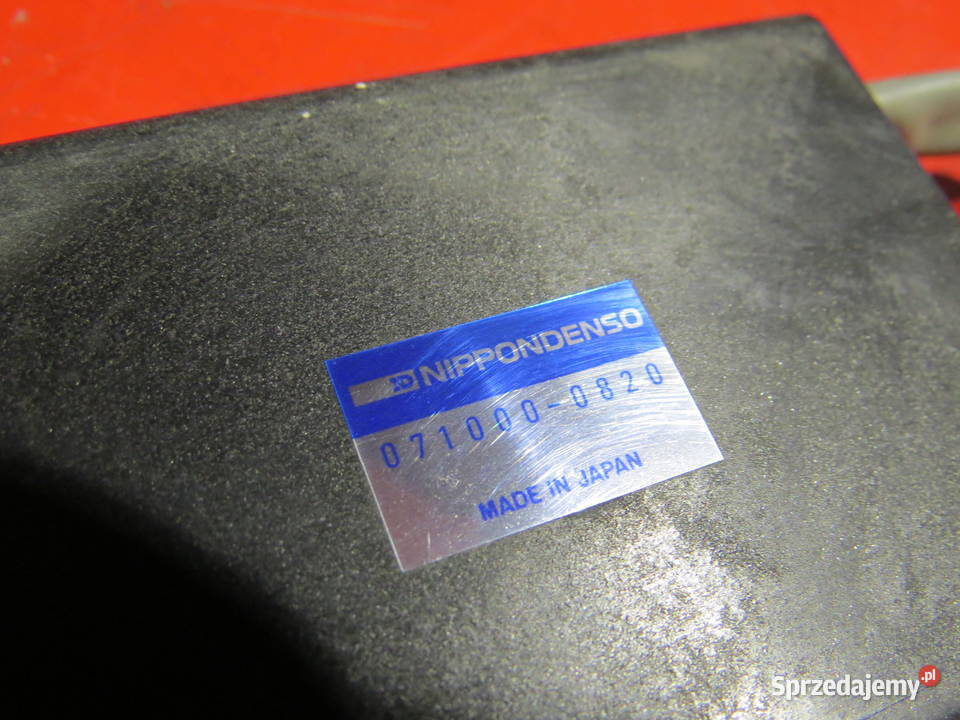 NIPPONDENSO
071000-0820
MADE IN JAPAN
Sprzedajemy.pl